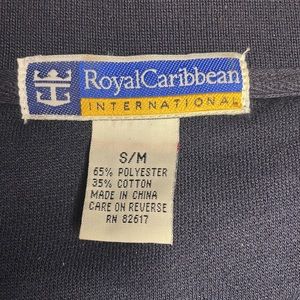 RoyalCaribbean
INTERNATIONAL
S/M
65% POLYESTER
35% COTTON
MADE IN CHINA
CARE ON REVERSE
RN 82617